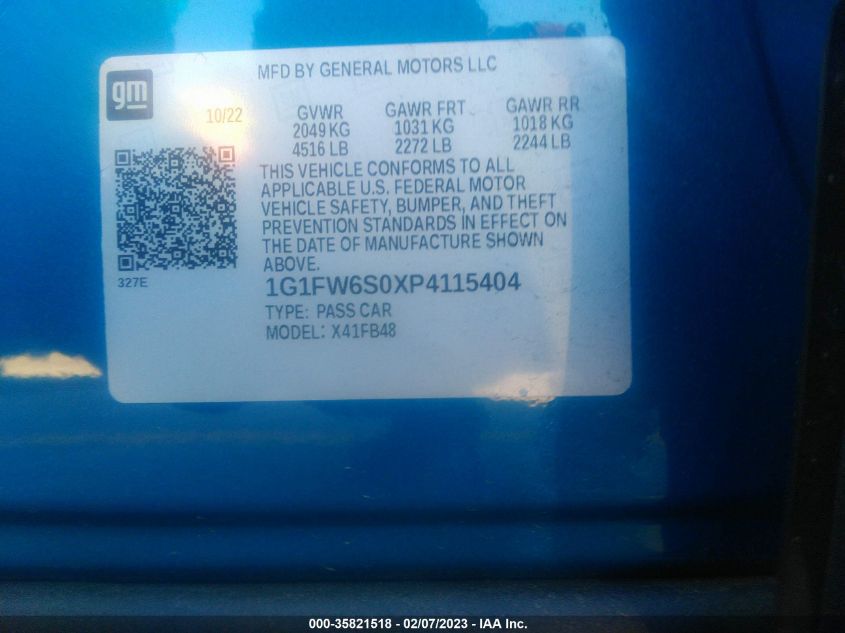 MFD BY GENERAL MOTORS LLC
gm
10/22
GVWR GAWR FRT GAWR RR
2049 KG 1031 KG 1018 KG
4516 LB 2272 LB 2244 LB
THIS VEHICLE CONFORMS TO ALL
APPLICABLE U.S. FEDERAL MOTOR
VEHICLE SAFETY, BUMPER, AND THEFT
PREVENTION STANDARDS IN EFFECT ON
THE DATE OF MANUFACTURE SHOWN
ABOVE.
327E
1G1FW6S0XP4115404
TYPE: PASS CAR
MODEL: X41FB48
000-35821518 - 02/07/2023 - IAA Inc.